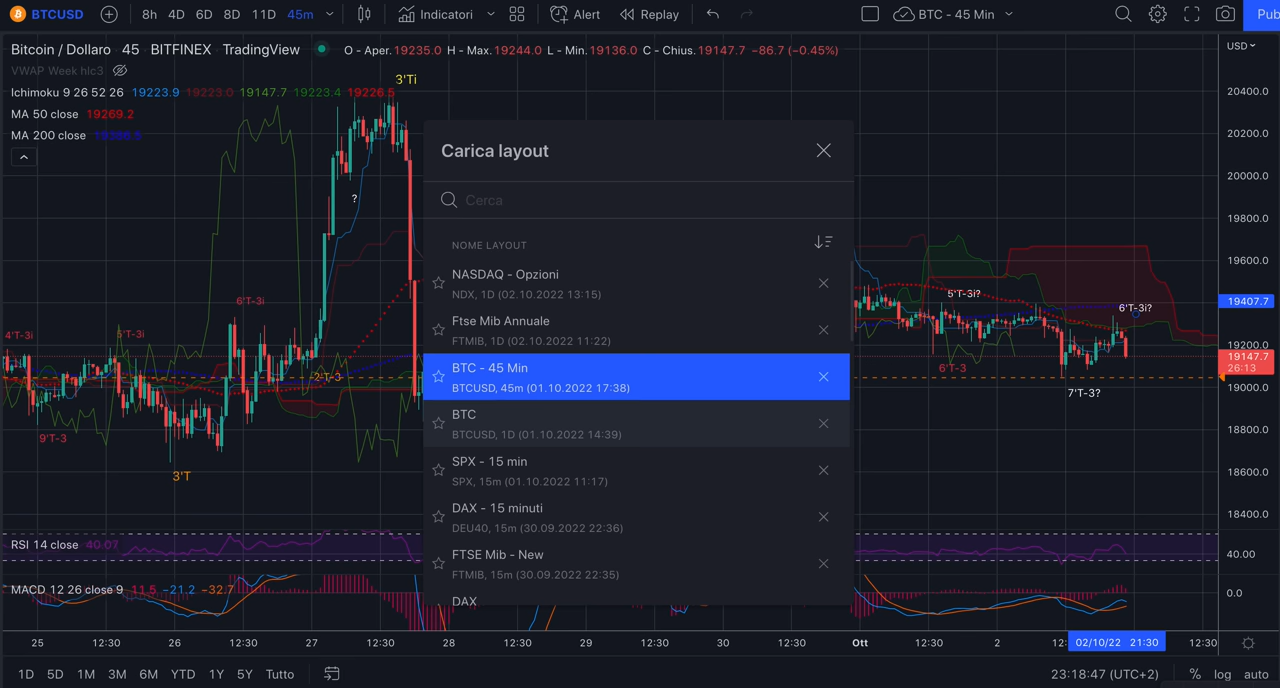 BTCUSD 8h 4D 6D 8D 11D 45m Indicatori Alert Replay BTC - 45 Min Pub
Bitcoin / Dollaro 45 BITFINEX TradingView O - Aper. 19235.0 H - Max. 19244.0 L - Min. 19136.0 C - Chius. 19147.7 −86.7 (−0.45%) USD
VWAP Week hlc3
3'Ti
Ichimoku 9 26 52 26 19223.9 19223.0 19147.7 19223.4 19226.5
20400.0
MA 50 close 19269.2
MA 200 close
20200.0
Carica layout
20000.0
?
Cerca
19800.0
NOME LAYOUT
19600.0
NASDAQ - Opzioni
NDX, 1D (02.10.2022 13:15)
6'T-3i
5'T-3i?
19407.7
6'T-3i?
Ftse Mib Annuale
4'T-3i
5'T-3i
FTMIB, 1D (02.10.2022 11:22)
19200.0
19147.7
26:13
BTC - 45 Min
BTCUSD, 45m (01.10.2022 17:38)
2'T-3
6'T-3
19000.0
7'T-3?
BTC
BTCUSD, 1D (01.10.2022 14:39)
18800.0
9'T-3
SPX - 15 min
SPX, 15m (01.10.2022 11:17)
3'T
18600.0
DAX - 15 minuti
DEU40, 15m (30.09.2022 22:36)
18400.0
RSI 14 close 40.07
FTSE Mib - New
FTMIB, 15m (30.09.2022 22:35)
40.00
MACD 12 26 close 9 11.5 −21.2 −32.7
0.0
DAX
25 12:30 26 12:30 27 12:30 28 12:30 29 12:30 30 12:30 Ott 12:30 2 12: 02/10/22 21:30 12:30
1D 5D 1M 3M 6M YTD 1Y 5Y Tutto 23:18:47 (UTC+2) % log auto